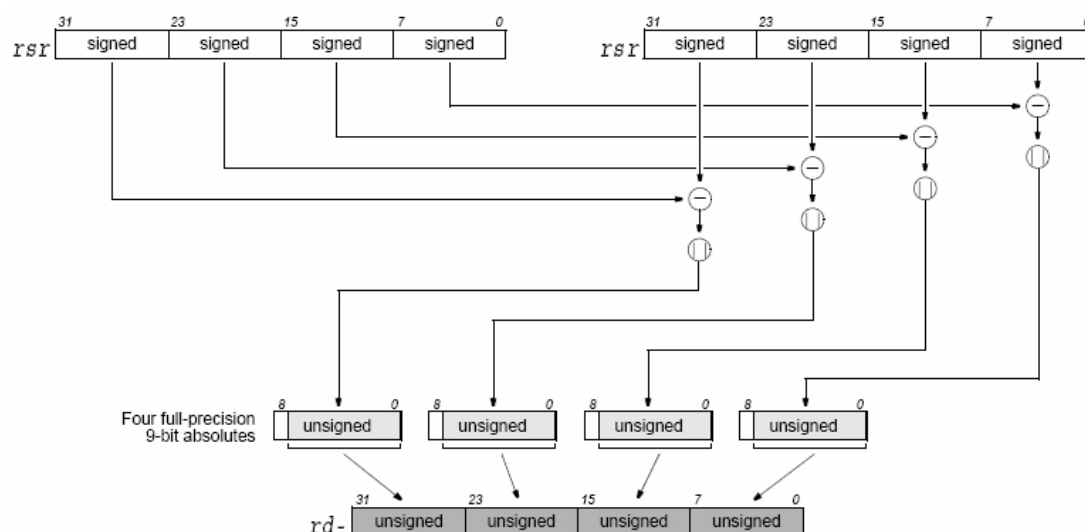 31 23 15 7 0
rsr signed signed signed signed
31 23 15 7
rsr signed signed signed signed
Four full-precision
9-bit absolutes
8 0 8 0 8 0 8 0
unsigned unsigned unsigned unsigned
31 23 15 7 0
rd- unsigned unsigned unsigned unsigned